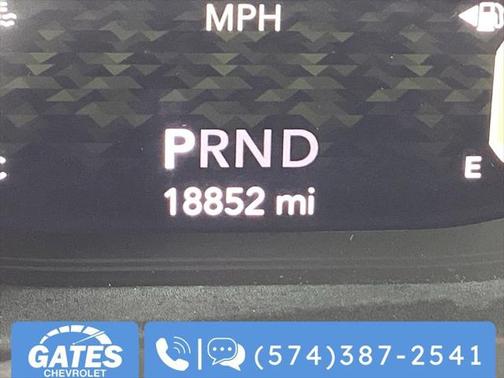 MPH
PRND
C
E
18852 mi
GATES
CHEVROLET
(574)387-2541